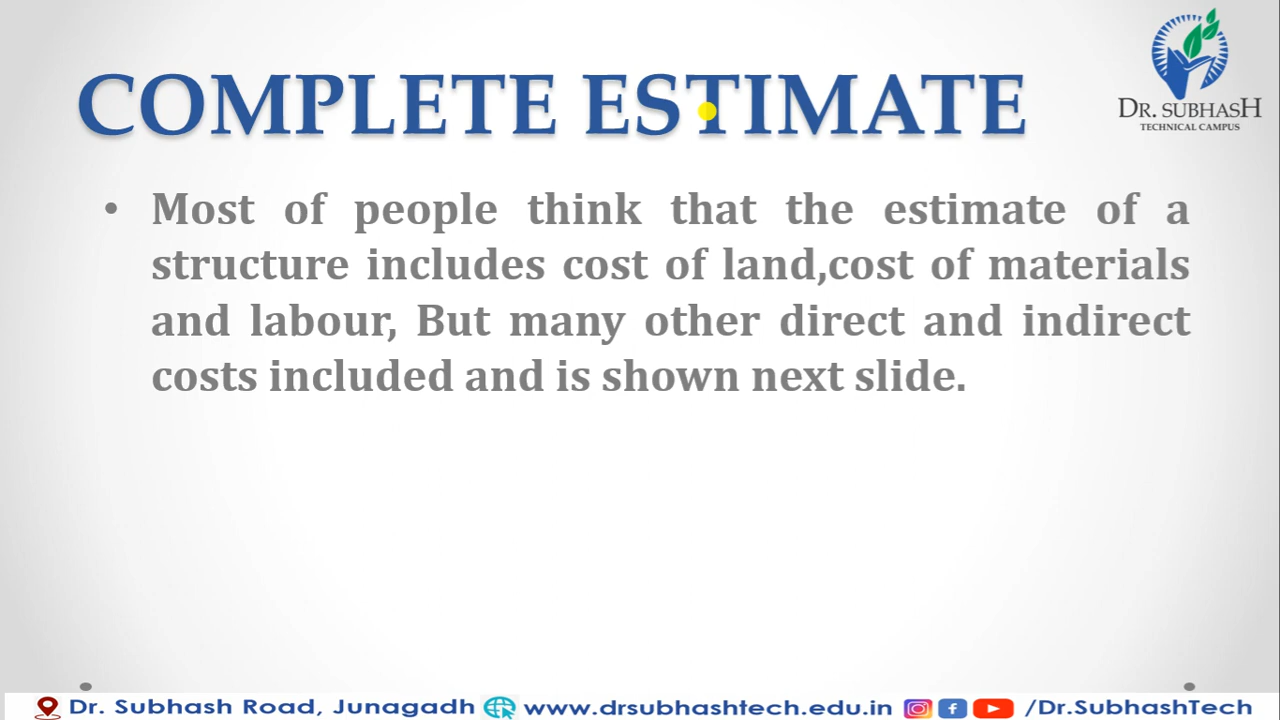 COMPLETE ESTIMATE
DR. SUBHASH
TECHNICAL CAMPUS
• Most of people think that the estimate of a
structure includes cost of land,cost of materials
and labour, But many other direct and indirect
costs included and is shown next slide.
Dr. Subhash Road, Junagadh www.drsubhashtech.edu.in /Dr.SubhashTech